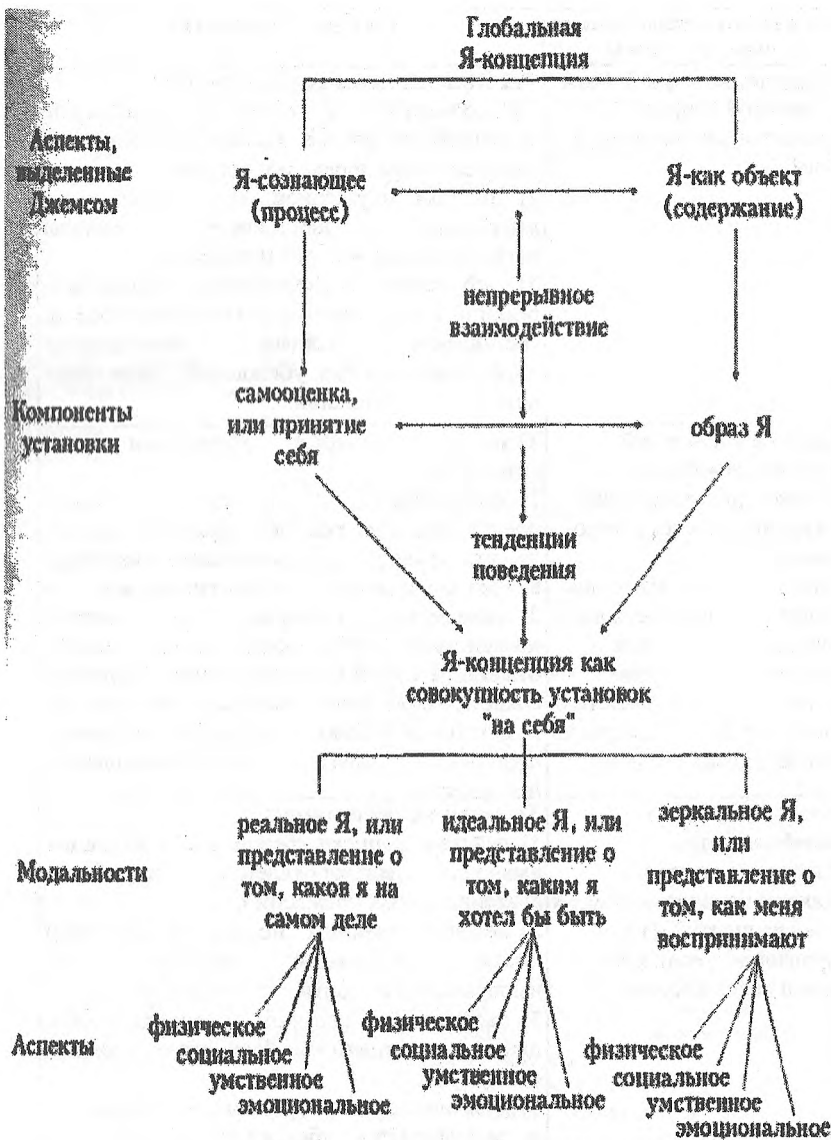 Глобальная
Я-концепция
Аспекты,
выделенные
Джемсом
Я-сознающее
(процесс)
Я-как объект
(содержание)
непрерывное
взаимодействие
Компоненты
установки
самооценка,
или принятие
себя
образ Я
тенденции
поведения
Я-концепция как
совокупность установок
"на себя"
Модальности
реальное Я, или
представление о
том, каков я на
самом деле
идеальное Я, или
представление о
том, каким я
хотел бы быть
зеркальное Я,
или
представление о
том, как меня
воспринимают
Аспекты
физическое
социальное
умственное
эмоциональное
физическое
социальное
умственное
эмоциональное
физическое
социальное
умственное
эмоциональное